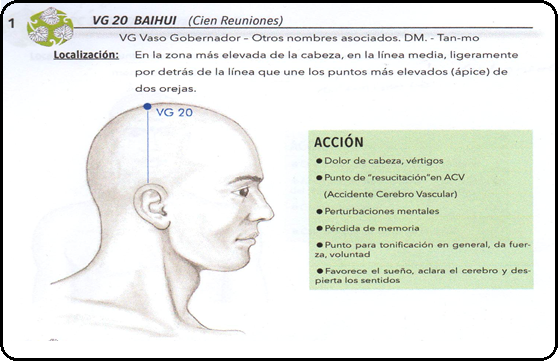 1
VG 20 BAIHUI (Cien Reuniones)
VG Vaso Gobernador – Otros nombres asociados. DM. - Tan-mo
Localización: En la zona más elevada de la cabeza, en la línea media, ligeramente
por detrás de la línea que une los puntos más elevados (ápice) de
dos orejas.
VG 20
ACCIÓN
●Dolor de cabeza, vértigos
●Punto de "resucitación"en ACV
(Accidente Cerebro Vascular)
●Perturbaciones mentales
●Pérdida de memoria
●Punto para tonificación en general, da fuer-
za, voluntad
●Favorece el sueño, aclara el cerebro y des-
pierta los sentidos